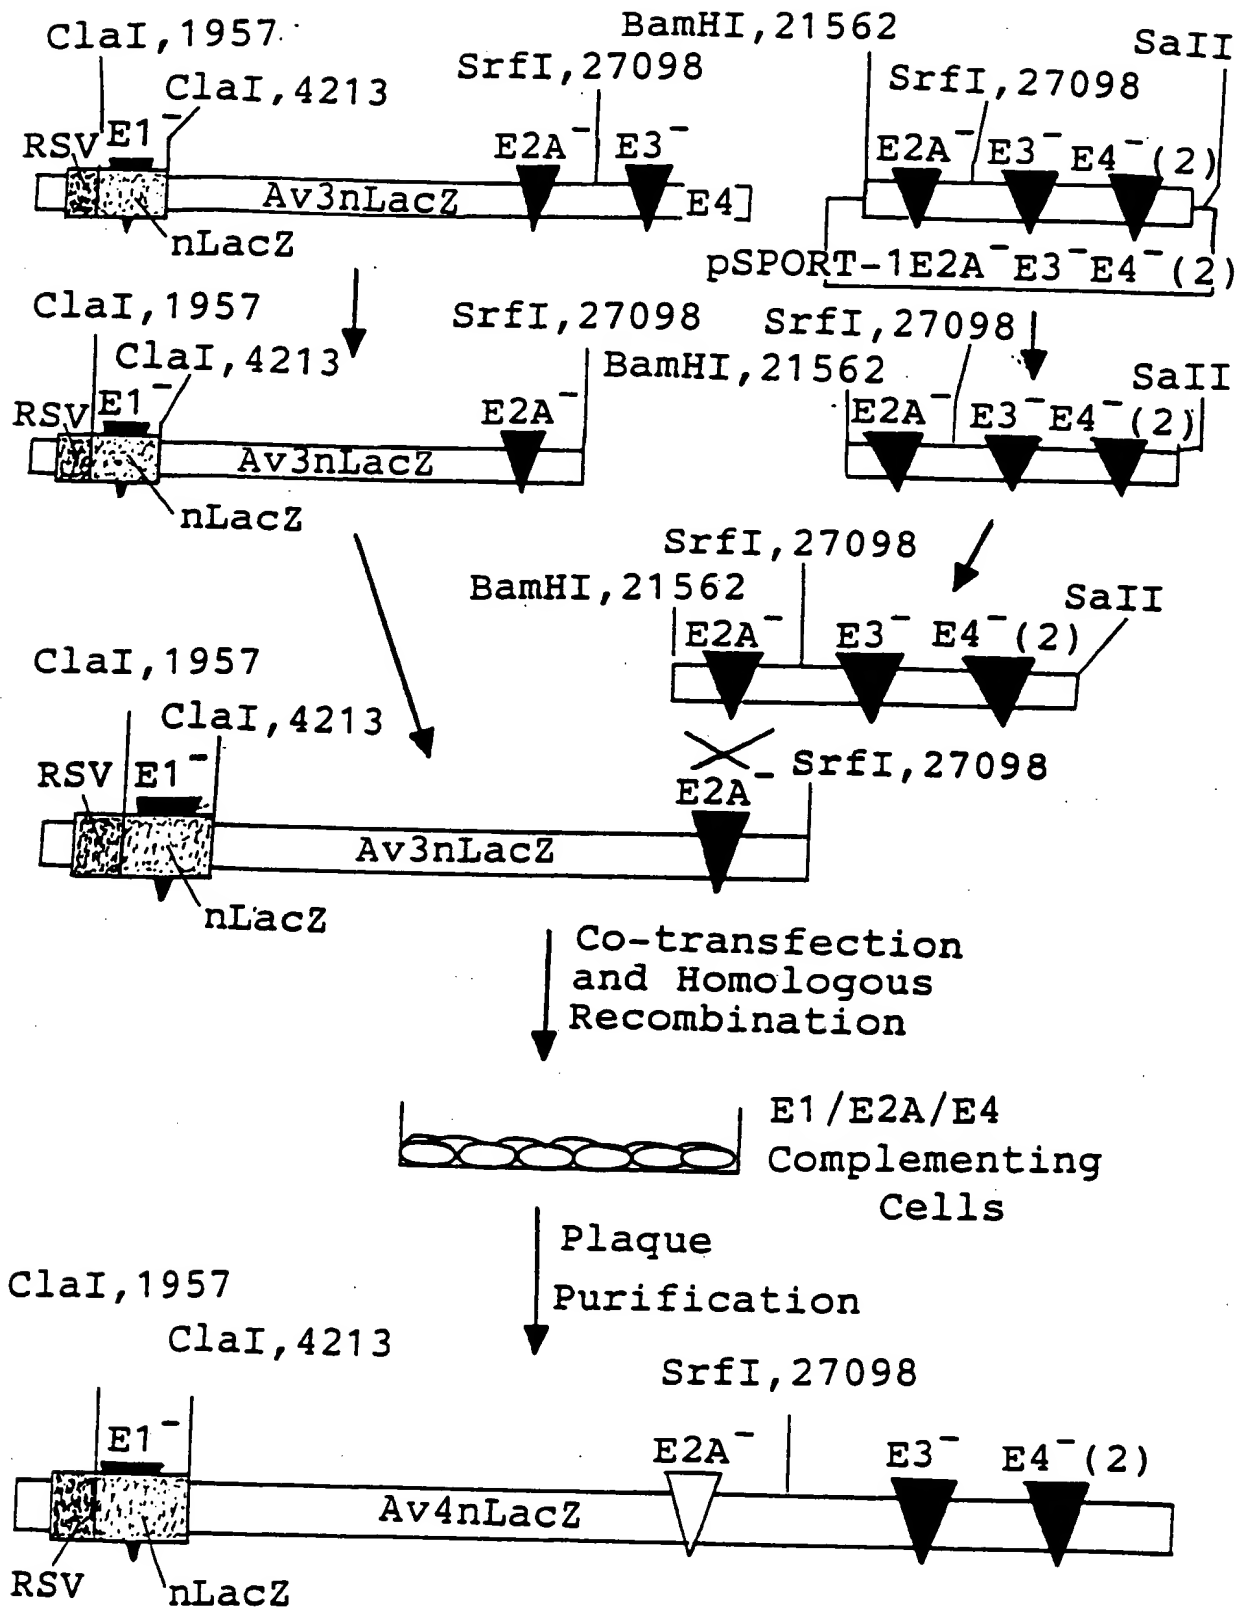 ClaI,1957
BamHI,21562
SaII
SrfI,27098
SrfI,27098
ClaI,4213
RSV
E1-
E2A-
E3-
E2A-
E3-
E4-(2)
Av3nLacZ
E4
nLacZ
pSPORT-1E2A-E3-E4-(2)
ClaI,1957
SrfI,27098
SrfI,27098
ClaI,4213
BamHI,21562
SaII
RSV
E1-
E2A-
E2A-
E3-
E4-(2)
Av3nLacZ
nLacZ
SrfI,27098
BamHI,21562
SaII
E2A-
E3-
E4-(2)
ClaI,1957
ClaI,4213
RSV
E1-
SrfI,27098
E2A-
Av3nLacZ
nLacZ
Co-transfection
and Homologous
Recombination
E1/E2A/E4
Complementing
Cells
Plaque
Purification
ClaI,1957
ClaI,4213
SrfI,27098
E1-
E2A-
E3-
E4-(2)
Av4nLacZ
RSV
nLacZ